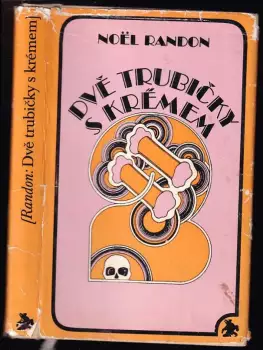 [Randon: Dvě trubičky s krémem]
NOËL RANDON
DVĚ TRUBIČKY
S KRÉMEM